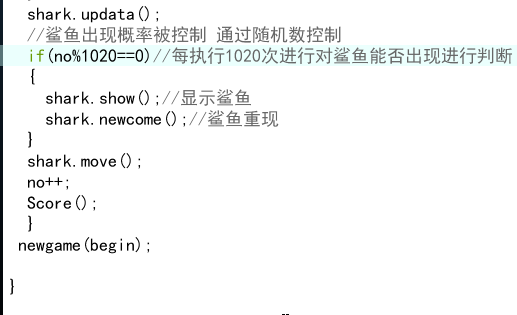 shark.updata();
//鲨鱼出现概率被控制 通过随机数控制
if(no%1020==0)//每执行1020次进行对鲨鱼能否出现进行判断
{
shark.show();//显示鲨鱼
shark.newcome();//鲨鱼重现
}
shark.move();
no++;
Score();
}
newgame(begin);
}